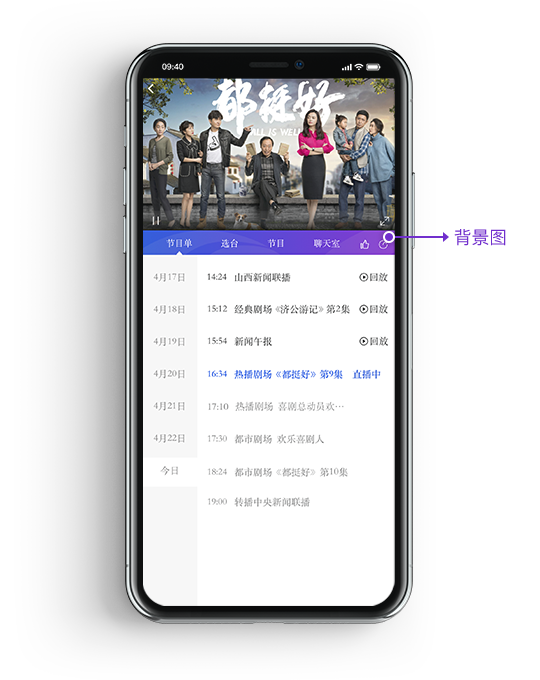 09:40
都挺好
ALL IS WELL
节目单 选台 节目 聊天室
背景图
4月17日 14:24 山西新闻联播 回放
4月18日 15:12 经典剧场《济公游记》第2集 回放
4月19日 15:54 新闻午报 回放
4月20日 16:34 热播剧场《都挺好》第9集 直播中
4月21日 17:10 热播剧场 喜剧总动员欢…
4月22日 17:30 都市剧场 欢乐喜剧人
今日 18:24 都市剧场《都挺好》第10集
19:00 转播中央新闻联播